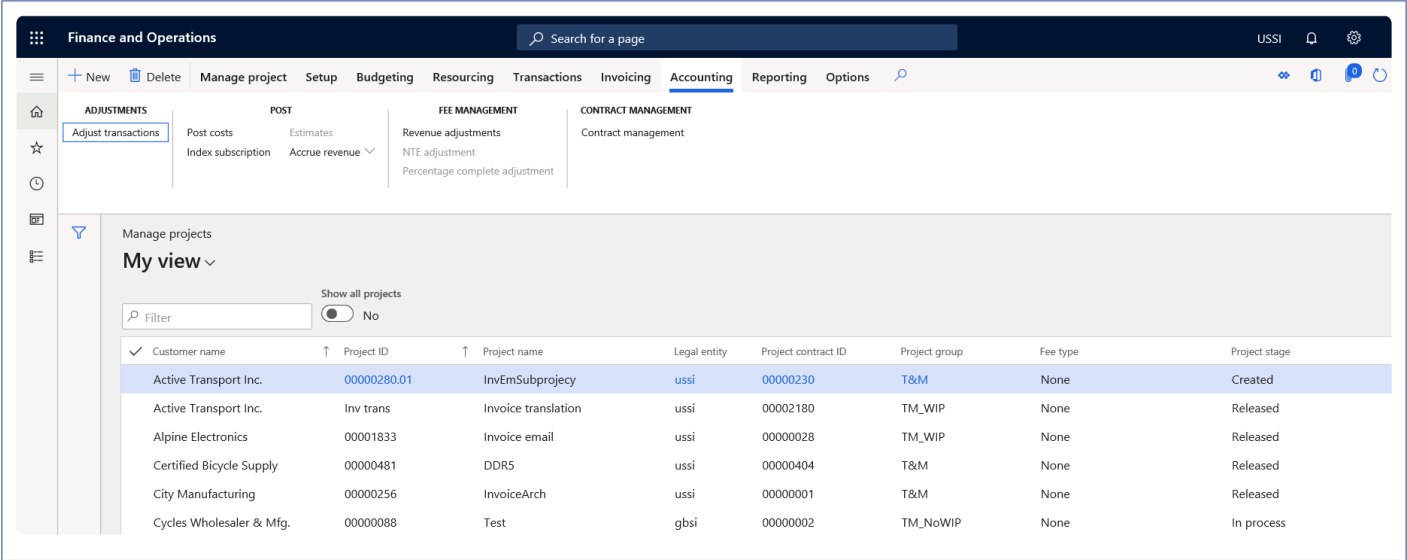 Finance and Operations Search for a page USSI
New Delete Manage project Setup Budgeting Resourcing Transactions Invoicing Accounting Reporting Options 0
ADJUSTMENTS POST FEE MANAGEMENT CONTRACT MANAGEMENT
Adjust transactions Post costs Estimates Revenue adjustments Contract management
Index subscription Accrue revenue NTE adjustment
Percentage complete adjustment
Manage projects
My view
Show all projects
Filter No
Customer name Project ID Project name Legal entity Project contract ID Project group Fee type Project stage
Active Transport Inc. 00000280.01 InvEmSubprojecy ussi 00000230 T&M None Created
Active Transport Inc. Inv trans Invoice translation ussi 00002180 TM_WIP None Released
Alpine Electronics 00001833 Invoice email ussi 00000028 TM_WIP None Released
Certified Bicycle Supply 00000481 DDR5 ussi 00000404 T&M None Released
City Manufacturing 00000256 InvoiceArch ussi 00000001 T&M None Released
Cycles Wholesaler & Mfg. 00000088 Test gbsi 00000002 TM_NoWIP None In process